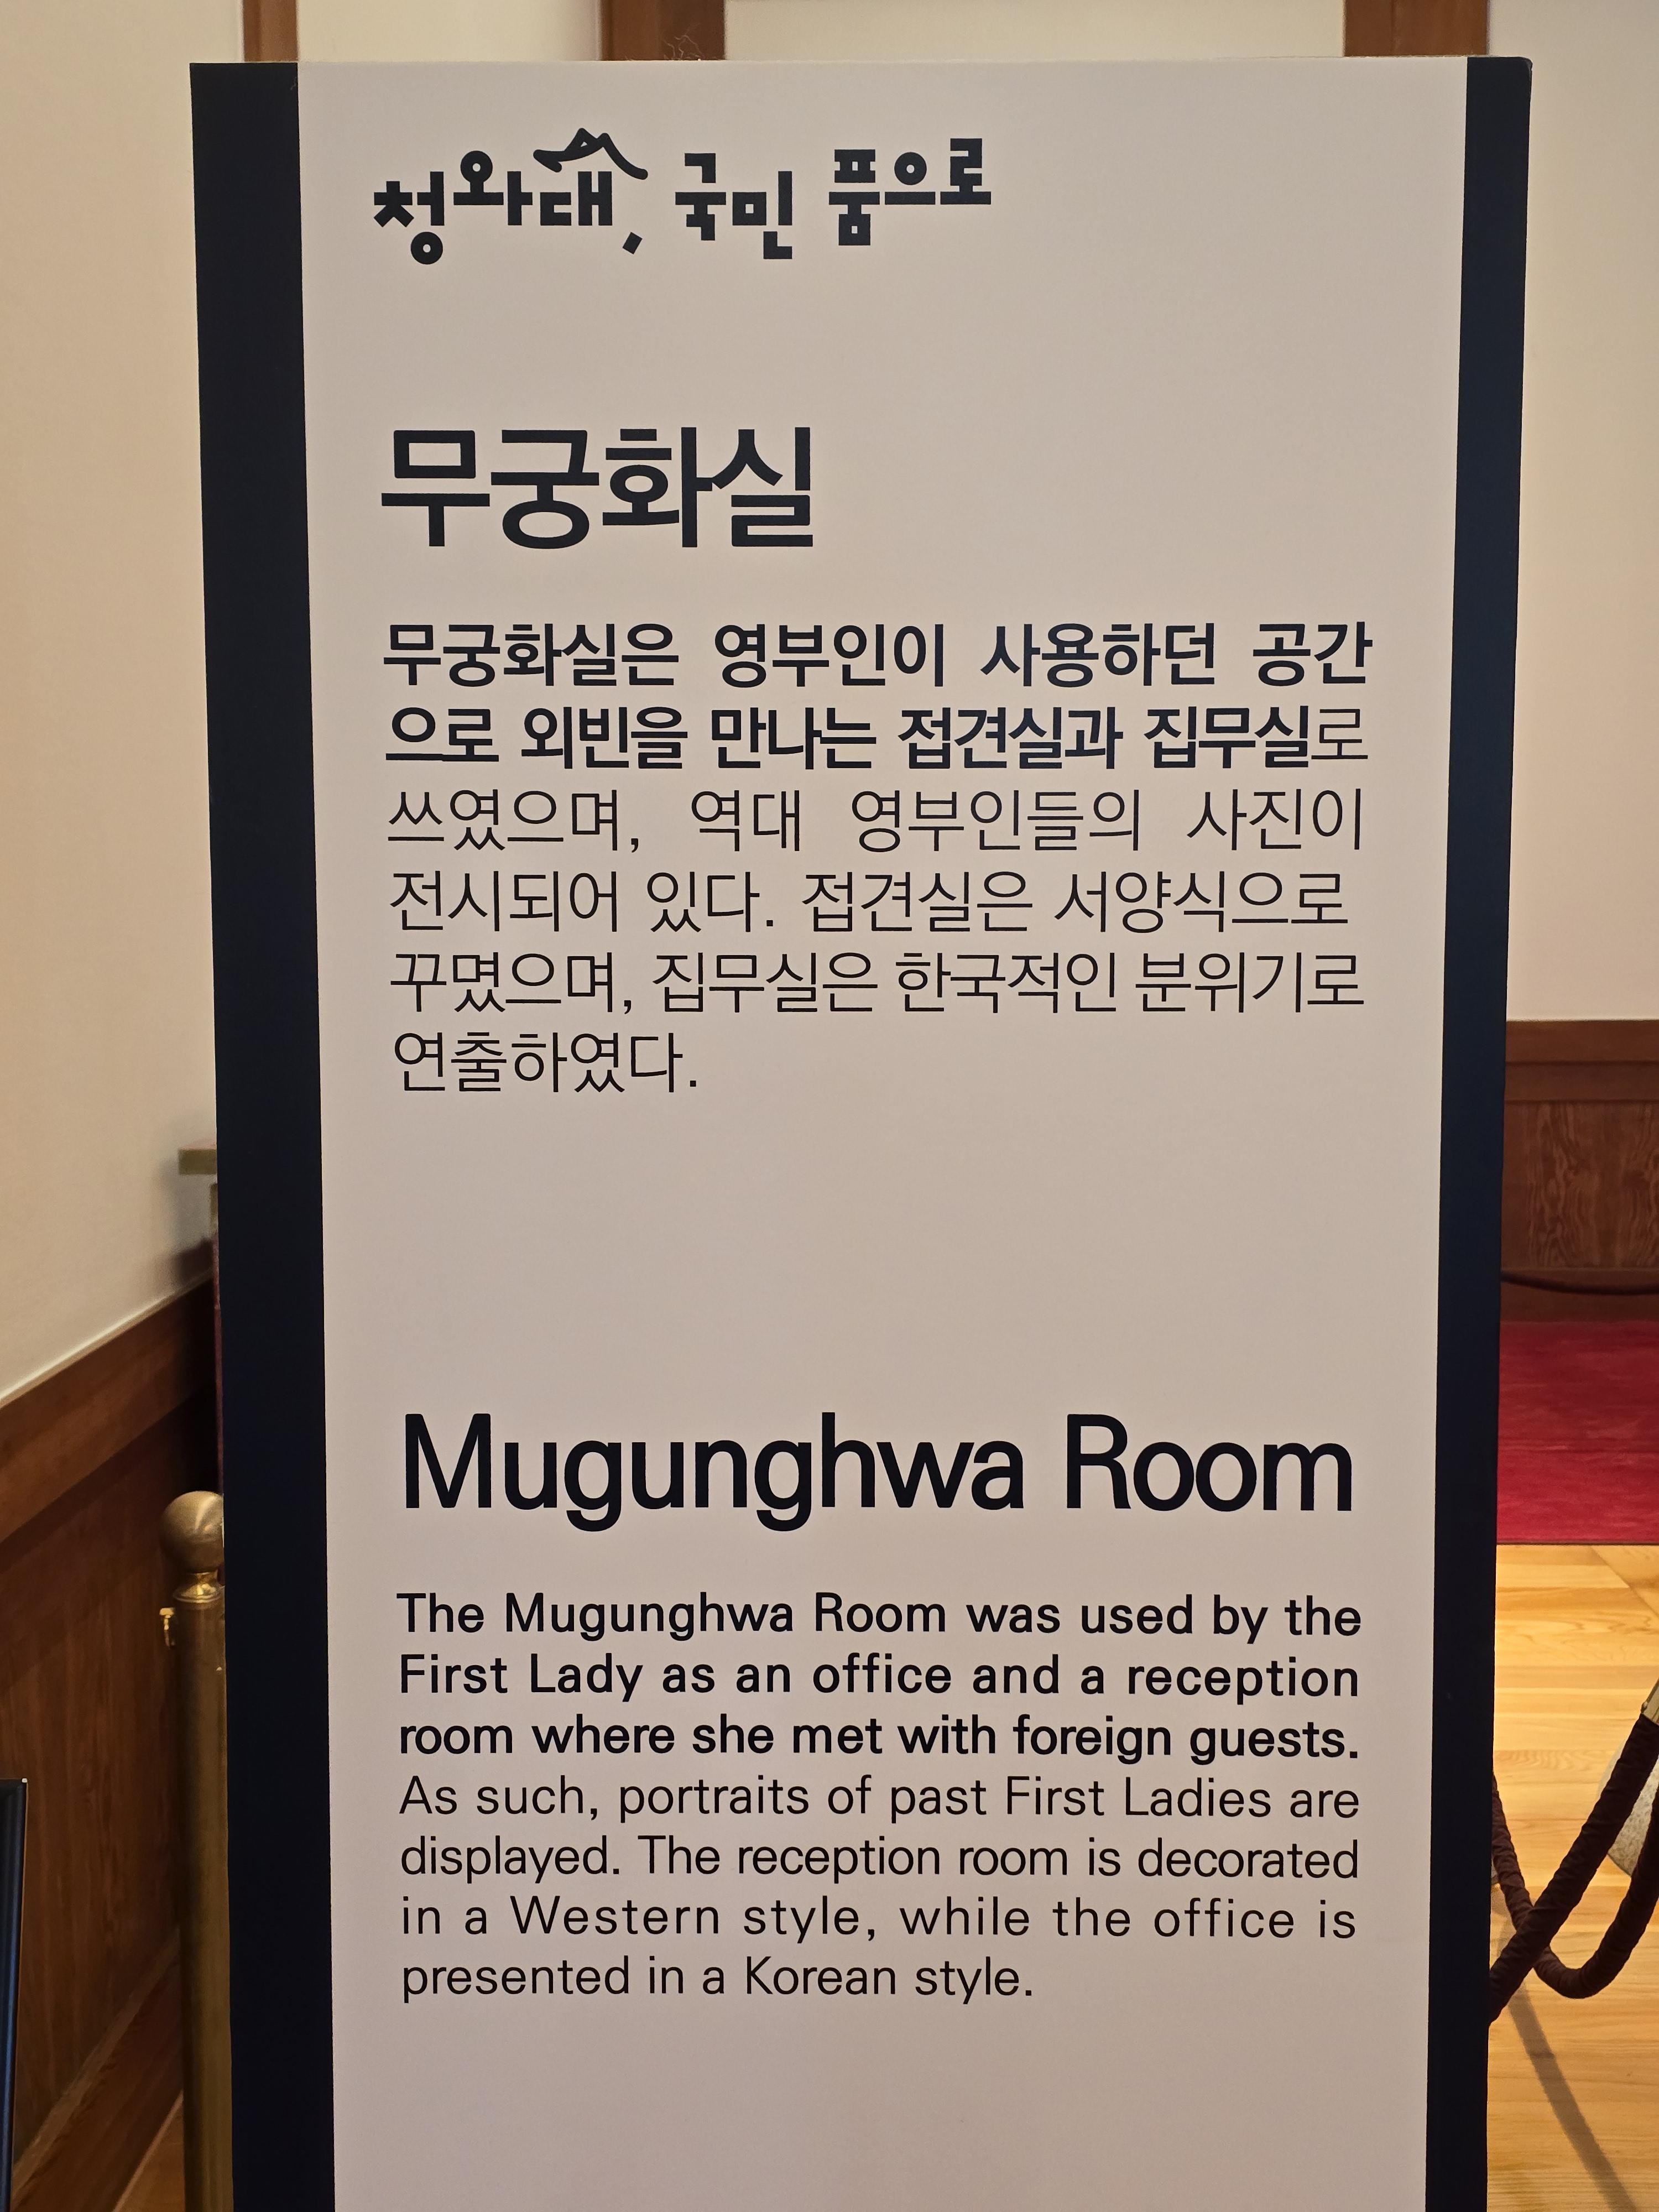 청와대, 국민 품으로
무궁화실
무궁화실은 영부인이 사용하던 공간
으로 외빈을 만나는 접견실과 집무실로
쓰였으며, 역대 영부인들의 사진이
전시되어 있다. 접견실은 서양식으로
꾸몄으며, 집무실은 한국적인 분위기로
연출하였다.
Mugunghwa Room
The Mugunghwa Room was used by the
First Lady as an office and a reception
room where she met with foreign guests.
As such, portraits of past First Ladies are
displayed. The reception room is decorated
in a Western style, while the office is
presented in a Korean style.